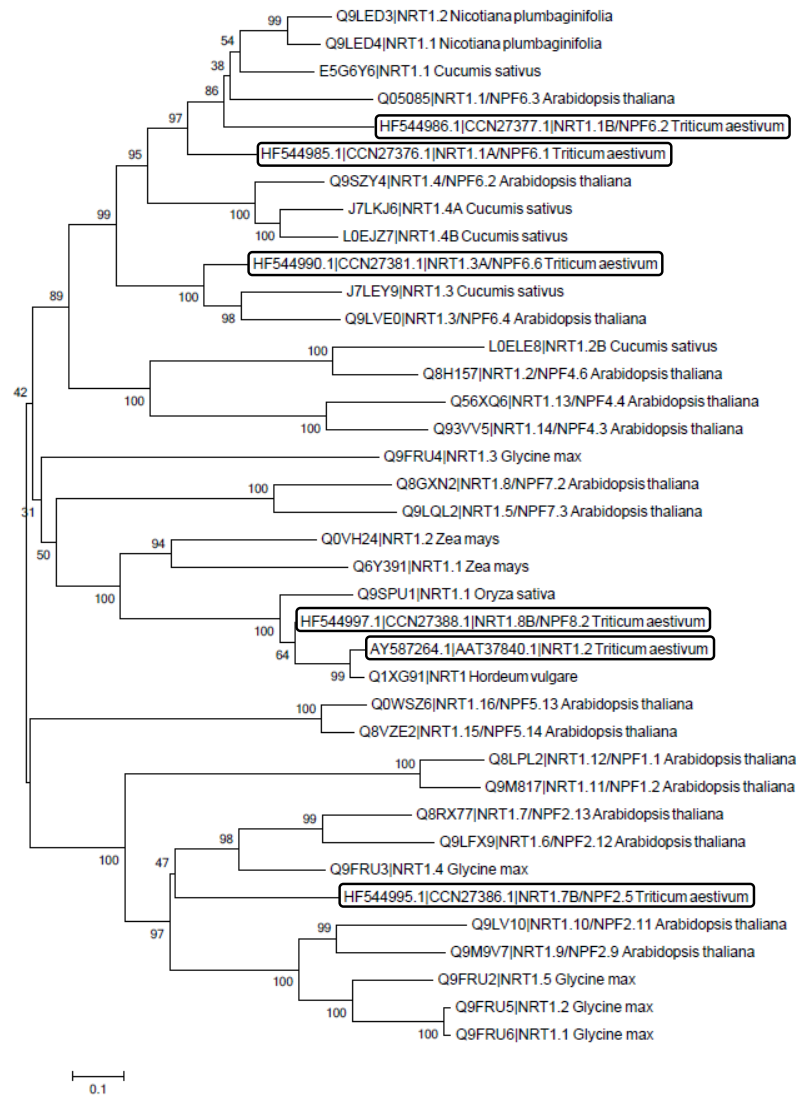 99
Q9LED3|NRT1.2 Nicotiana plumbaginifolia
54
Q9LED4|NRT1.1 Nicotiana plumbaginifolia
38
E5G6Y6|NRT1.1 Cucumis sativus
86
Q05085|NRT1.1/NPF6.3 Arabidopsis thaliana
97
HF544986.1|CCN27377.1|NRT1.1B/NPF6.2 Triticum aestivum
95
HF544985.1|CCN27376.1|NRT1.1A/NPF6.1 Triticum aestivum
Q9SZY4|NRT1.4/NPF6.2 Arabidopsis thaliana
99
100
J7LKJ6|NRT1.4A Cucumis sativus
100
L0EJZ7|NRT1.4B Cucumis sativus
HF544990.1|CCN27381.1|NRT1.3A/NPF6.6 Triticum aestivum
89
100
J7LEY9|NRT1.3 Cucumis sativus
98
Q9LVE0|NRT1.3/NPF6.4 Arabidopsis thaliana
100
L0ELE8|NRT1.2B Cucumis sativus
Q8H157|NRT1.2/NPF4.6 Arabidopsis thaliana
42
100
Q56XQ6|NRT1.13/NPF4.4 Arabidopsis thaliana
100
Q93VV5|NRT1.14/NPF4.3 Arabidopsis thaliana
Q9FRU4|NRT1.3 Glycine max
100
Q8GXN2|NRT1.8/NPF7.2 Arabidopsis thaliana
31
Q9LQL2|NRT1.5/NPF7.3 Arabidopsis thaliana
50
94
Q0VH24|NRT1.2 Zea mays
Q6Y391|NRT1.1 Zea mays
100
Q9SPU1|NRT1.1 Oryza sativa
HF544997.1|CCN27388.1|NRT1.8B/NPF8.2 Triticum aestivum
100
64
AY587264.1|AAT37840.1|NRT1.2 Triticum aestivum
99
Q1XG91|NRT1 Hordeum vulgare
100
Q0WSZ6|NRT1.16/NPF5.13 Arabidopsis thaliana
Q8VZE2|NRT1.15/NPF5.14 Arabidopsis thaliana
100
Q8LPL2|NRT1.12/NPF1.1 Arabidopsis thaliana
Q9M817|NRT1.11/NPF1.2 Arabidopsis thaliana
99
Q8RX77|NRT1.7/NPF2.13 Arabidopsis thaliana
98
Q9LFX9|NRT1.6/NPF2.12 Arabidopsis thaliana
100
47
Q9FRU3|NRT1.4 Glycine max
HF544995.1|CCN27386.1|NRT1.7B/NPF2.5 Triticum aestivum
97
99
Q9LV10|NRT1.10/NPF2.11 Arabidopsis thaliana
Q9M9V7|NRT1.9/NPF2.9 Arabidopsis thaliana
100
Q9FRU2|NRT1.5 Glycine max
100
Q9FRU5|NRT1.2 Glycine max
100
Q9FRU6|NRT1.1 Glycine max
0.1